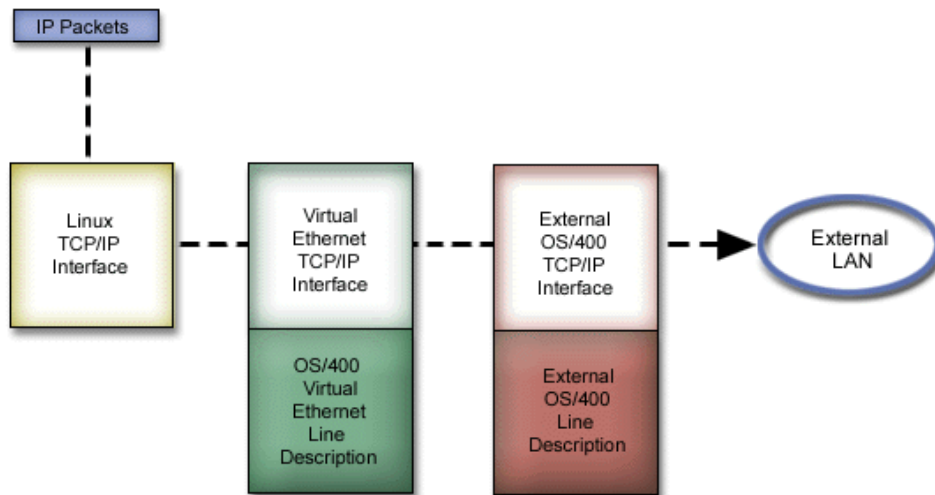 IP Packets
Linux
TCP/IP
Interface
Virtual
Ethernet
TCP/IP
Interface
OS/400
Virtual
Ethernet
Line
Description
External
OS/400
TCP/IP
Interface
External
OS/400
Line
Description
External
LAN